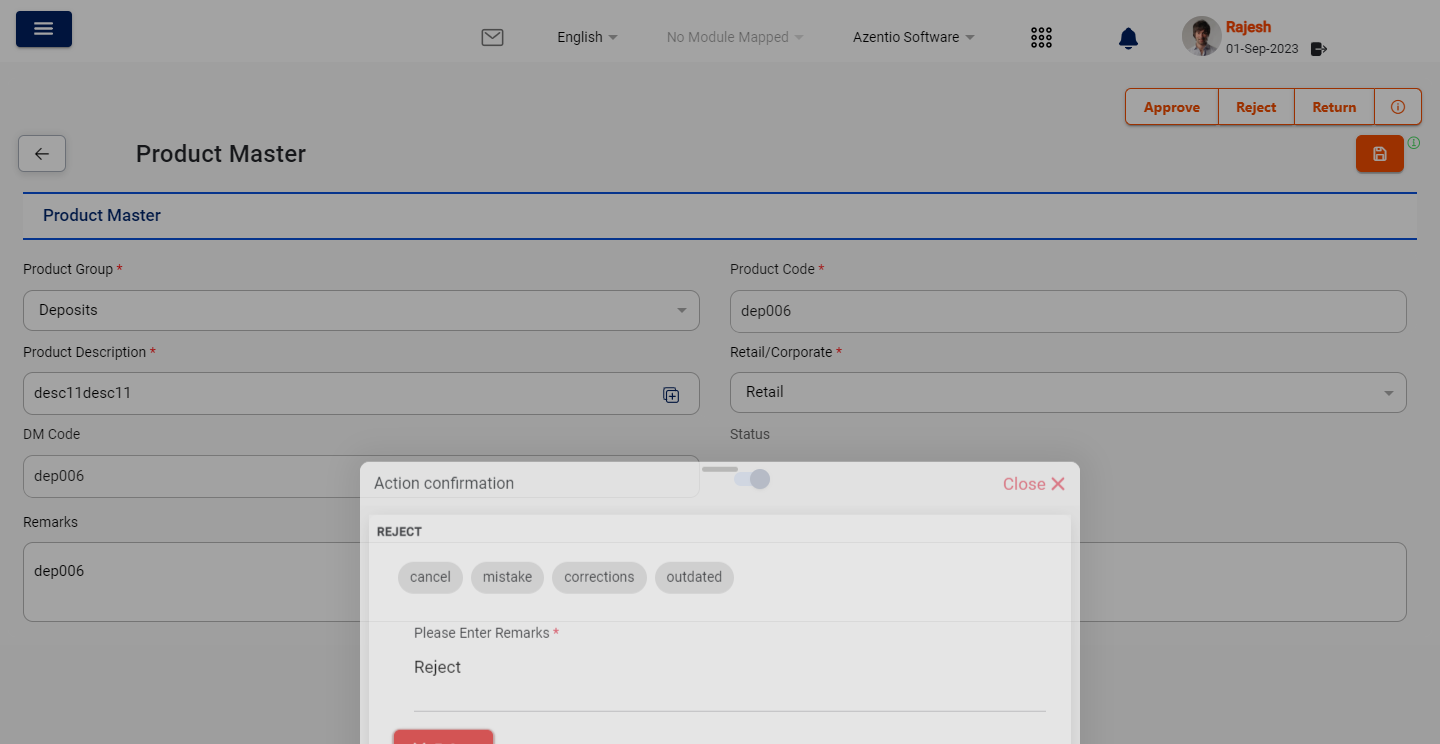 English
No Module Mapped
Azentio Software
Rajesh
01-Sep-2023
Approve
Reject
Return
Product Master
Product Master
Product Group *
Product Code *
Deposits
dep006
Product Description *
Retail/Corporate *
desc11desc11
Retail
DM Code
Status
dep006
Remarks
dep006
Action confirmation
Close
REJECT
cancel
mistake
corrections
outdated
Please Enter Remarks *
Reject